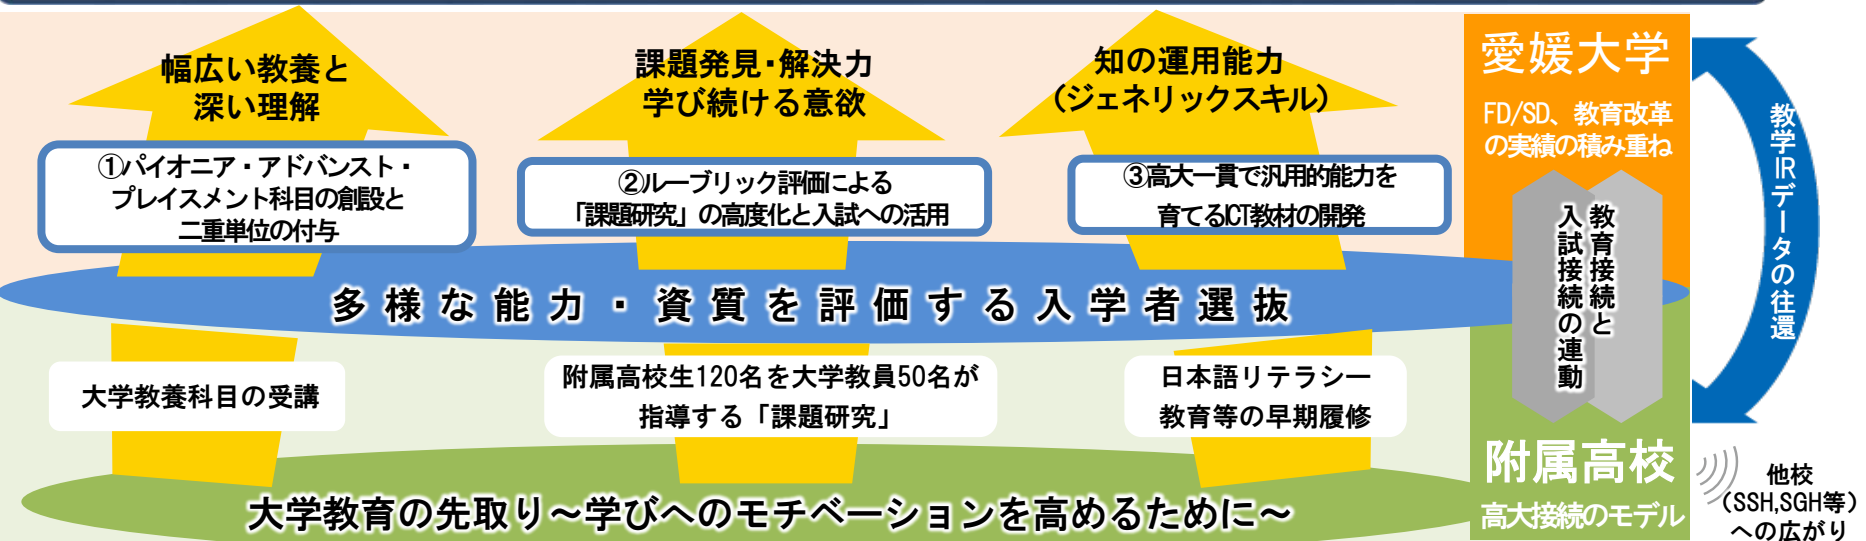 幅広い教養と
深い理解
課題発見・解決力
学び続ける意欲
知の運用能力
(ジェネリックスキル)
①パイオニア・アドバンスト・
プレイスメント科目の創設と
二重単位の付与
②ルーブリック評価による
「課題研究」の高度化と入試への活用
③高大一貫で汎用的能力を
育てるICT教材の開発
多様な能力・資質を評価する入学者選抜
大学教養科目の受講
附属高校生120名を大学教員50名が
指導する「課題研究」
日本語リテラシー
教育等の早期履修
大学教育の先取り~学びへのモチベーションを高めるために~
愛媛大学
FD/SD、教育改革
の実績の積み重ね
教育接続と
入試接続の連動
附属高校
高大接続のモデル
教学IRデータの往還
他校
(SSH,SGH等)
への広がり